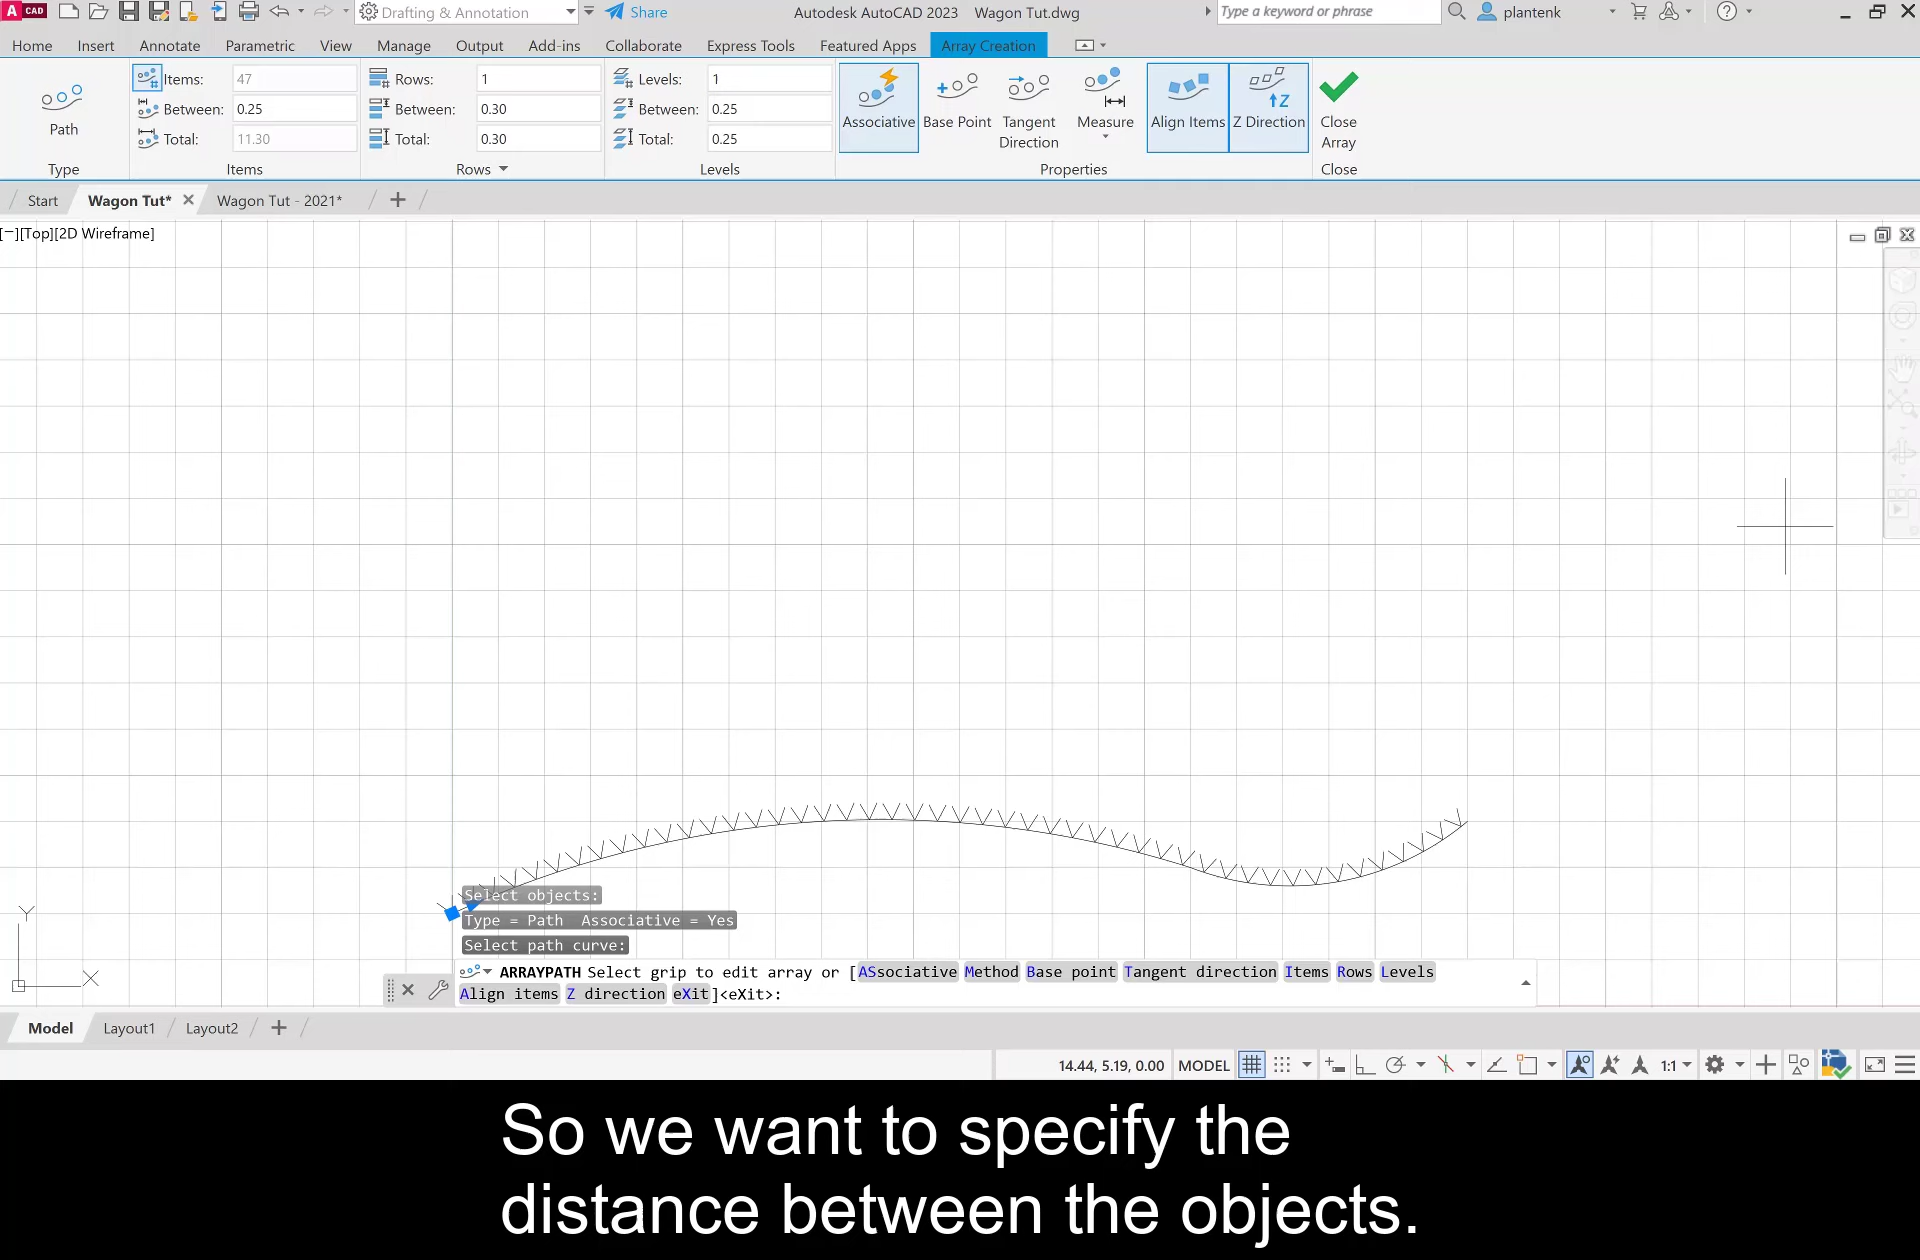 A CAD Drafting & Annotation Share Autodesk AutoCAD 2023 Wagon Tut.dwg Type a keyword or phrase plantenk
Home Insert Annotate Parametric View Manage Output Add-ins Collaborate Express Tools Featured Apps Array Creation
Items: 47 Rows: 1 Levels: 1
Between: 0.25 Between: 0.30 Between: 0.25
Path Associative Base Point Tangent Direction Measure Align Items Z Direction Close Array
Total: 11.30 Total: 0.30 Total: 0.25
Type Items Rows Levels Properties Close
Start Wagon Tut* Wagon Tut - 2021*
[−][Top][2D Wireframe]
Select objects:
Type = Path Associative = Yes
Select path curve:
ARRAYPATH Select grip to edit array or [ASsociative Method Base point Tangent direction Items Rows Levels
Align items Z direction eXit]<eXit>:
Y
X
Model Layout1 Layout2
14.44, 5.19, 0.00 MODEL 1:1
So we want to specify the
distance between the objects.